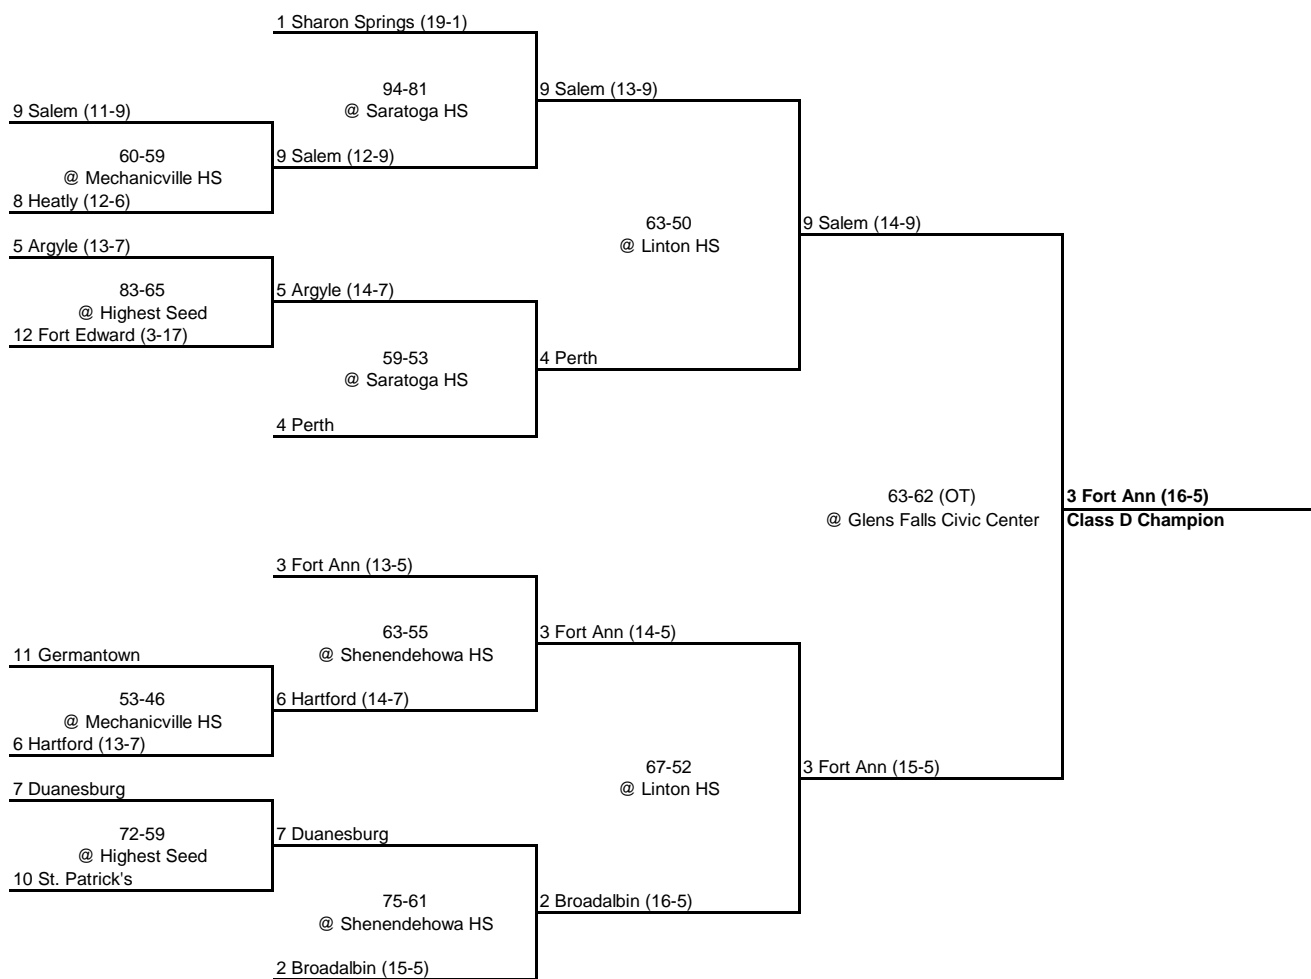 1 Sharon Springs (19-1)
94-81
@ Saratoga HS
9 Salem (13-9)
9 Salem (11-9)
60-59
@ Mechanicville HS
9 Salem (12-9)
8 Heatly (12-6)
63-50
@ Linton HS
9 Salem (14-9)
5 Argyle (13-7)
83-65
@ Highest Seed
5 Argyle (14-7)
12 Fort Edward (3-17)
59-53
@ Saratoga HS
4 Perth
4 Perth
63-62 (OT)
@ Glens Falls Civic Center
3 Fort Ann (16-5)
Class D Champion
3 Fort Ann (13-5)
63-55
@ Shenendehowa HS
3 Fort Ann (14-5)
11 Germantown
53-46
@ Mechanicville HS
6 Hartford (14-7)
6 Hartford (13-7)
67-52
@ Linton HS
3 Fort Ann (15-5)
7 Duanesburg
72-59
@ Highest Seed
7 Duanesburg
10 St. Patrick's
75-61
@ Shenendehowa HS
2 Broadalbin (16-5)
2 Broadalbin (15-5)